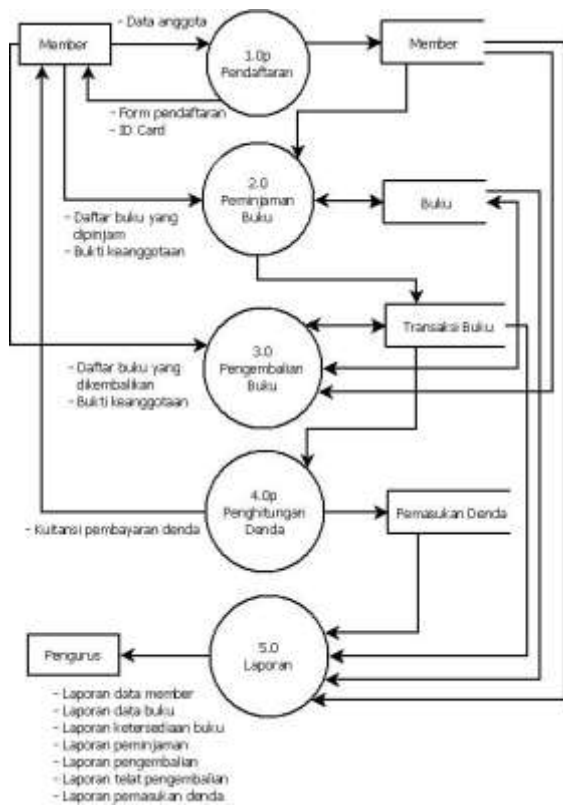 - Data anggota
Member
1.0p
Pendaftaran
Member
- Form pendaftaran
- ID Card
2.0
Peminjaman
Buku
Buku
- Daftar buku yang
dipinjam
- Bukti keanggotaan
Transaksi Buku
3.0
Pengembalian
Buku
- Daftar buku yang
dikembalikan
- Bukti keanggotaan
4.0p
Penghitungan
Denda
Pemasukan Denda
- Kuitansi pembayaran denda
5.0
Laporan
Pengurus
- Laporan data member
- Laporan data buku
- Laporan ketersediaan buku
- Laporan peminjaman
- Laporan pengembalian
- Laporan telat pengembalian
- Laporan pemasukan denda